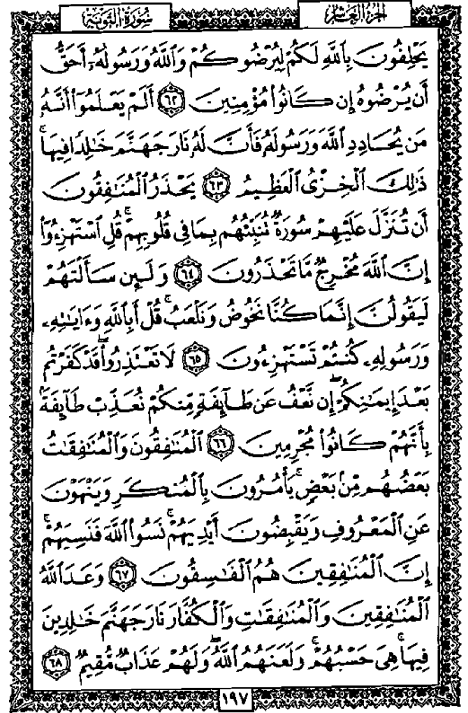 سُورَةُ التَّوْبَةِ
الجُزْءُ العَاشِرُ
يَحْلِفُونَ بِٱللَّهِ لَكُمْ لِيُرْضُوكُمْ وَٱللَّهُ وَرَسُولُهُۥٓ أَحَقُّ
أَن يُرْضُوهُ إِن كَانُوا۟ مُؤْمِنِينَ ٦٢ أَلَمْ يَعْلَمُوٓا۟ أَنَّهُۥ
مَن يُحَادِدِ ٱللَّهَ وَرَسُولَهُۥ فَأَنَّ لَهُۥ نَارَ جَهَنَّمَ خَٰلِدًا فِيهَا ۚ
ذَٰلِكَ ٱلْخِزْىُ ٱلْعَظِيمُ ٦٣ يَحْذَرُ ٱلْمُنَٰفِقُونَ
أَن تُنَزَّلَ عَلَيْهِمْ سُورَةٌ تُنَبِّئُهُم بِمَا فِى قُلُوبِهِمْ ۚ قُلِ ٱسْتَهْزِءُوٓا۟
إِنَّ ٱللَّهَ مُخْرِجٌ مَّا تَحْذَرُونَ ٦٤ وَلَئِن سَأَلْتَهُمْ
لَيَقُولُنَّ إِنَّمَا كُنَّا نَخُوضُ وَنَلْعَبُ ۚ قُلْ أَبِٱللَّهِ وَءَايَٰتِهِۦ
وَرَسُولِهِۦ كُنتُمْ تَسْتَهْزِءُونَ ٦٥ لَا تَعْتَذِرُوا۟ قَدْ كَفَرْتُم
بَعْدَ إِيمَٰنِكُمْ ۚ إِن نَّعْفُ عَن طَآئِفَةٍ مِّنكُمْ نُعَذِّبْ طَآئِفَةًۢ
بِأَنَّهُمْ كَانُوا۟ مُجْرِمِينَ ٦٦ ٱلْمُنَٰفِقُونَ وَٱلْمُنَٰفِقَٰتُ
بَعْضُهُم مِّنۢ بَعْضٍ ۚ يَأْمُرُونَ بِٱلْمُنكَرِ وَيَنْهَوْنَ
عَنِ ٱلْمَعْرُوفِ وَيَقْبِضُونَ أَيْدِيَهُمْ ۚ نَسُوا۟ ٱللَّهَ فَنَسِيَهُمْ ۗ
إِنَّ ٱلْمُنَٰفِقِينَ هُمُ ٱلْفَٰسِقُونَ ٦٧ وَعَدَ ٱللَّهُ
ٱلْمُنَٰفِقِينَ وَٱلْمُنَٰفِقَٰتِ وَٱلْكُفَّارَ نَارَ جَهَنَّمَ خَٰلِدِينَ
فِيهَا ۚ هِىَ حَسْبُهُمْ ۚ وَلَعَنَهُمُ ٱللَّهُ ۖ وَلَهُمْ عَذَابٌ مُّقِيمٌ ٦٨
١٩٧